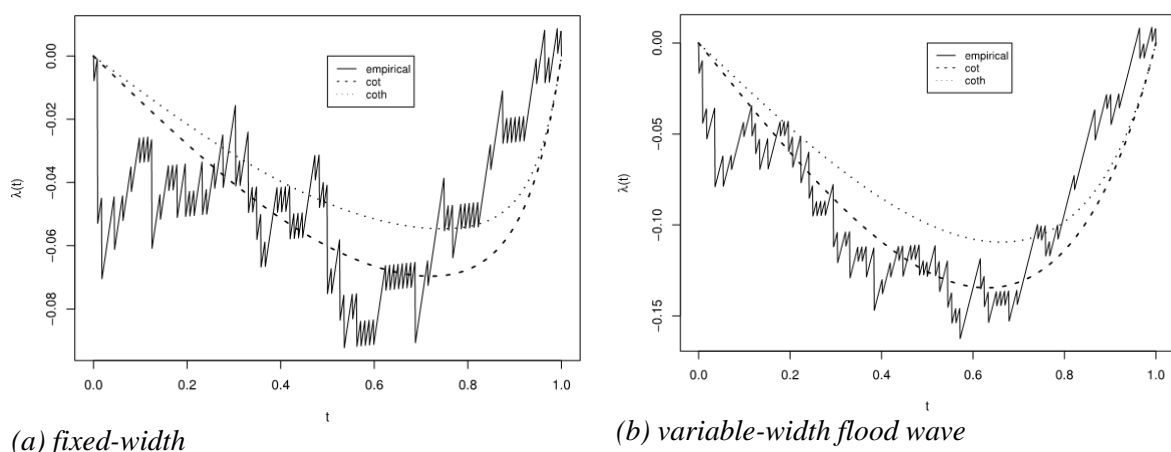 empirical
cot
coth
0.00
−0.02
−0.04
−0.06
−0.08
λ(t)
0.0 0.2 0.4 0.6 0.8 1.0
t
(a) fixed-width
empirical
cot
coth
0.00
−0.05
−0.10
−0.15
λ(t)
0.0 0.2 0.4 0.6 0.8 1.0
t
(b) variable-width flood wave